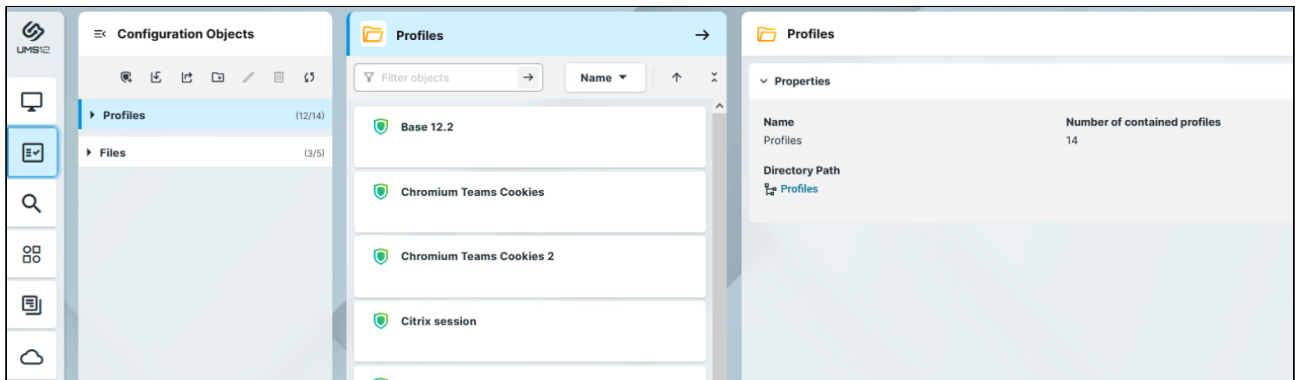 UMS12
Configuration Objects
Profiles (12/14)
Files (3/5)
Profiles
Filter objects
Name
Base 12.2
Chromium Teams Cookies
Chromium Teams Cookies 2
Citrix session
Profiles
Properties
Name
Profiles
Number of contained profiles
14
Directory Path
Profiles